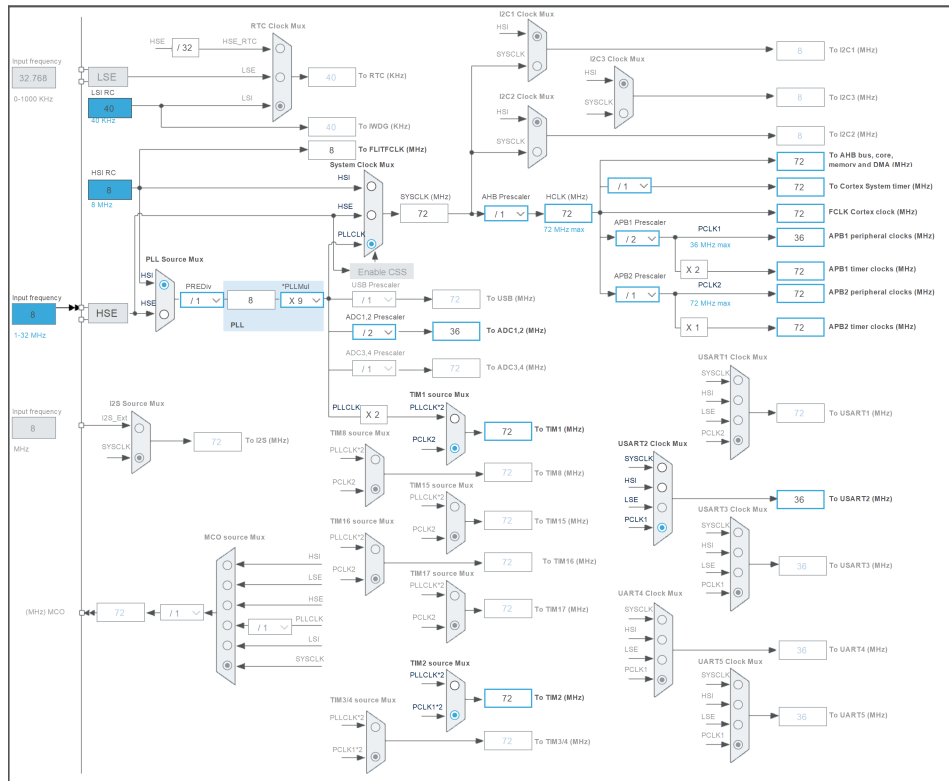 I2C1 Clock Mux
HSI
SYSCLK
8
To I2C1 (MHz)
I2C3 Clock Mux
HSI
SYSCLK
8
To I2C3 (MHz)
I2C2 Clock Mux
HSI
SYSCLK
8
To I2C2 (MHz)
RTC Clock Mux
HSE
/ 32
HSE_RTC
Input frequency
32.768
0-1000 KHz
LSE
LSE
LSI RC
40
40 KHz
LSI
40
To RTC (KHz)
40
To IWDG (KHz)
8
To FLITFCLK (MHz)
System Clock Mux
HSI RC
8
8 MHz
HSI
HSE
PLLCLK
SYSCLK (MHz)
72
AHB Prescaler
/ 1
HCLK (MHz)
72
72 MHz max
72
To AHB bus, core,
memory and DMA (MHz)
/ 1
72
To Cortex System timer (MHz)
72
FCLK Cortex clock (MHz)
APB1 Prescaler
/ 2
PCLK1
36 MHz max
36
APB1 peripheral clocks (MHz)
X 2
72
APB1 timer clocks (MHz)
APB2 Prescaler
/ 1
PCLK2
72 MHz max
72
APB2 peripheral clocks (MHz)
X 1
72
APB2 timer clocks (MHz)
Enable CSS
PLL Source Mux
HSI
HSE
PREDiv
/ 1
8
*PLLMul
X 9
PLL
Input frequency
8
1-32 MHz
HSE
USB Prescaler
/ 1
72
To USB (MHz)
ADC1,2 Prescaler
/ 2
36
To ADC1,2 (MHz)
ADC3,4 Prescaler
/ 1
72
To ADC3,4 (MHz)
Input frequency
8
MHz
I2S Source Mux
I2S_Ext
SYSCLK
72
To I2S (MHz)
PLLCLK
X 2
TIM1 source Mux
PLLCLK*2
PCLK2
72
To TIM1 (MHz)
TIM8 source Mux
PLLCLK*2
PCLK2
72
To TIM8 (MHz)
TIM15 source Mux
PLLCLK*2
PCLK2
72
To TIM15 (MHz)
TIM16 source Mux
PLLCLK*2
PCLK2
72
To TIM16 (MHz)
TIM17 source Mux
PLLCLK*2
PCLK2
72
To TIM17 (MHz)
TIM2 source Mux
PLLCLK*2
PCLK1*2
72
To TIM2 (MHz)
TIM3/4 source Mux
PLLCLK*2
PCLK1*2
72
To TIM3/4 (MHz)
MCO source Mux
HSI
LSE
HSE
PLLCLK
/ 1
LSI
SYSCLK
(MHz) MCO
72
/ 1
USART1 Clock Mux
SYSCLK
HSI
LSE
PCLK2
72
To USART1 (MHz)
USART2 Clock Mux
SYSCLK
HSI
LSE
PCLK1
36
To USART2 (MHz)
USART3 Clock Mux
SYSCLK
HSI
LSE
PCLK1
36
To USART3 (MHz)
UART4 Clock Mux
SYSCLK
HSI
LSE
PCLK1
36
To UART4 (MHz)
UART5 Clock Mux
SYSCLK
HSI
LSE
PCLK1
36
To UART5 (MHz)